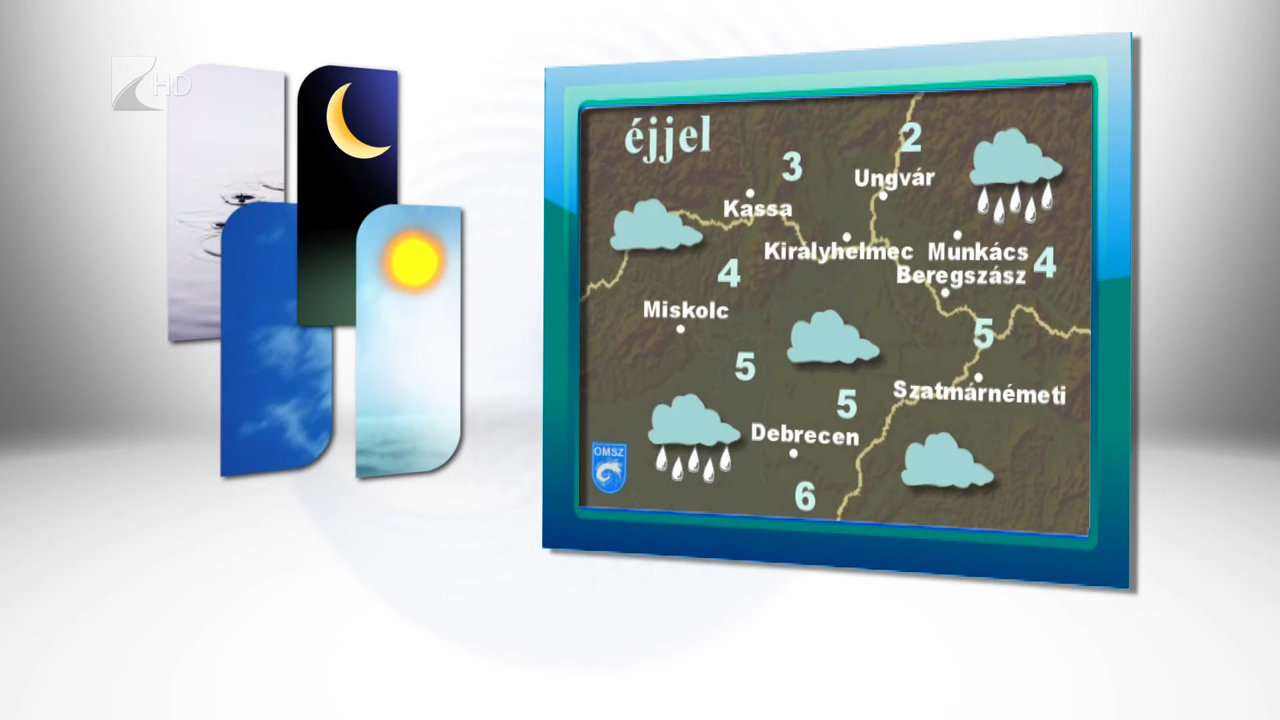 HD
éjjel
2
3
Ungvár
Kassa
Királyhelmec
Munkács
Beregszász
4
4
Miskolc
5
5
Szatmárnémeti
5
Debrecen
OMSZ
6